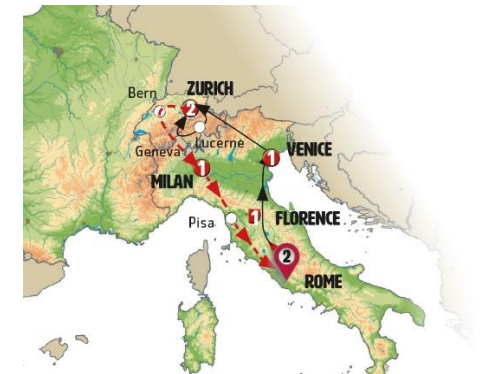 Bern
ZURICH
2
Geneva
Lucerne
MILAN
1
1
VENICE
Pisa
1
FLORENCE
2
ROME